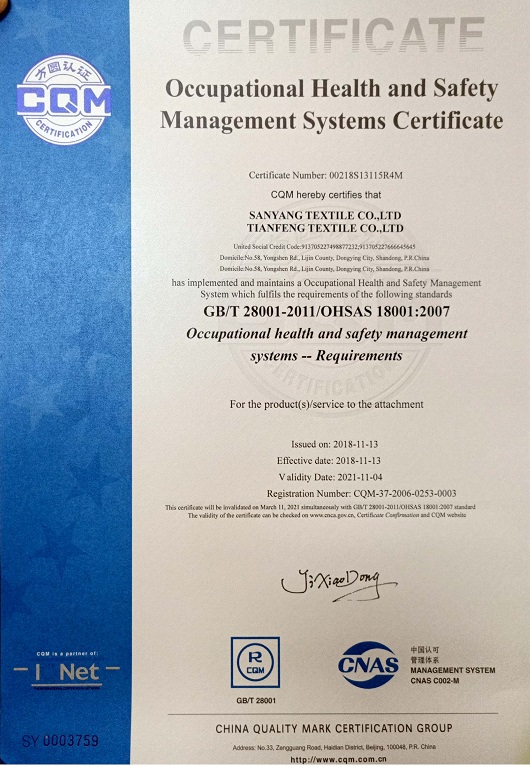 CERTIFICATE
方圆认证
CQM
CERTIFICATION
Occupational Health and Safety
Management Systems Certificate
Certificate Number: 00218S13115R4M
CQM hereby certifies that
SANYANG TEXTILE CO.,LTD
TIANFENG TEXTILE CO.,LTD
United Social Credit Code:913705227498877232;913705227666645645
Domicile:No.58, Yongshen Rd., Lijin County, Dongying City, Shandong, P.R.China
Domicile:No.58, Yongshen Rd., Lijin County, Dongying City, Shandong, P.R.China
has implemented and maintains a Occupational Health and Safety Management
System which fulfils the requirements of the following standards
GB/T 28001-2011/OHSAS 18001:2007
Occupational health and safety management
systems -- Requirements
CERTIFICATION
For the product(s)/service to the attachment
Issued on: 2018-11-13
Effective date: 2018-11-13
Validity Date: 2021-11-04
Registration Number: CQM-37-2006-0253-0003
This certificate will be invalidated on March 11, 2021 simultaneously with GB/T 28001-2011/OHSAS 18001:2007 standard
The validity of the certificate can be checked on www.cnca.gov.cn, Certificate Confirmation and CQM website
Ji XiaoDong
CQM is a partner of:
I Net
R
CQM
GB/T 28001
CNAS
中国认可
管理体系
MANAGEMENT SYSTEM
CNAS C002-M
SY 0003759
CHINA QUALITY MARK CERTIFICATION GROUP
Address: No.33, Zengguang Road, Haidian District, Beijing, 100048, P.R. China
http://www.cqm.com.cn